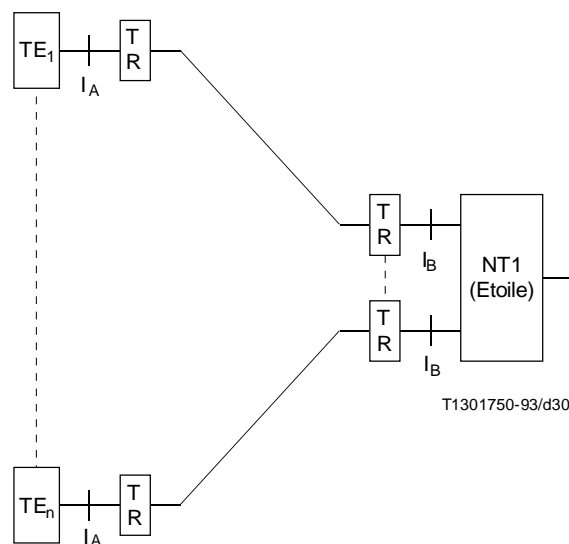 TE1
T
R
IA
T
R
IB
NT1
(Etoile)
T
R
IB
T1301750-93/d30
TEn
T
R
IA